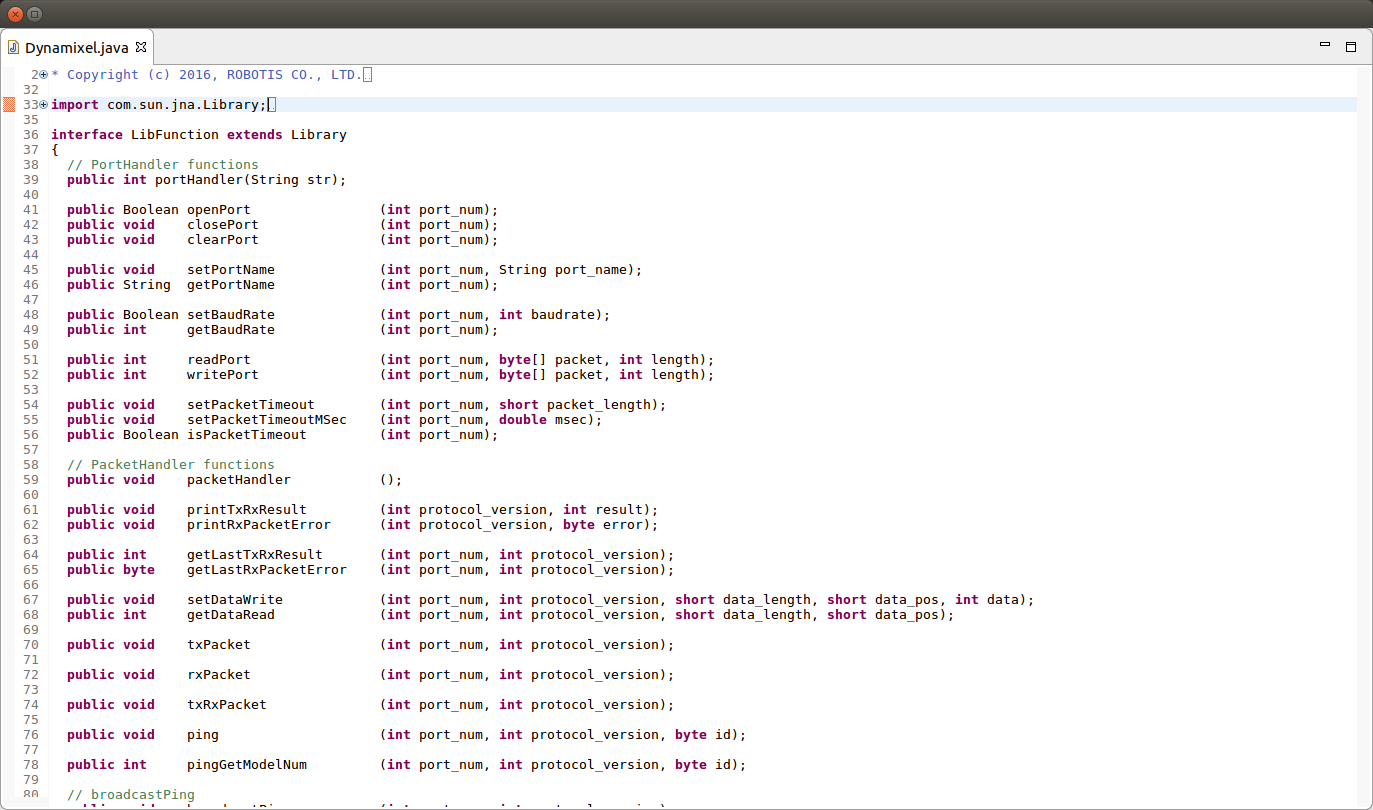 Dynamixel.java
2 * Copyright (c) 2016, ROBOTIS CO., LTD.
32
33 import com.sun.jna.Library;
35
36 interface LibFunction extends Library
37 {
38   // PortHandler functions
39   public int portHandler(String str);
40
41   public Boolean openPort                (int port_num);
42   public void    closePort               (int port_num);
43   public void    clearPort               (int port_num);
44
45   public void    setPortName             (int port_num, String port_name);
46   public String  getPortName             (int port_num);
47
48   public Boolean setBaudRate             (int port_num, int baudrate);
49   public int     getBaudRate             (int port_num);
50
51   public int     readPort                (int port_num, byte[] packet, int length);
52   public int     writePort               (int port_num, byte[] packet, int length);
53
54   public void    setPacketTimeout        (int port_num, short packet_length);
55   public void    setPacketTimeoutMSec    (int port_num, double msec);
56   public Boolean isPacketTimeout         (int port_num);
57
58   // PacketHandler functions
59   public void    packetHandler           ();
60
61   public void    printTxRxResult         (int protocol_version, int result);
62   public void    printRxPacketError      (int protocol_version, byte error);
63
64   public int     getLastTxRxResult       (int port_num, int protocol_version);
65   public byte    getLastRxPacketError    (int port_num, int protocol_version);
66
67   public void    setDataWrite            (int port_num, int protocol_version, short data_length, short data_pos, int data);
68   public int     getDataRead             (int port_num, int protocol_version, short data_length, short data_pos);
69
70   public void    txPacket                (int port_num, int protocol_version);
71
72   public void    rxPacket                (int port_num, int protocol_version);
73
74   public void    txRxPacket              (int port_num, int protocol_version);
75
76   public void    ping                    (int port_num, int protocol_version, byte id);
77
78   public int     pingGetModelNum         (int port_num, int protocol_version, byte id);
79
80   // broadcastPing